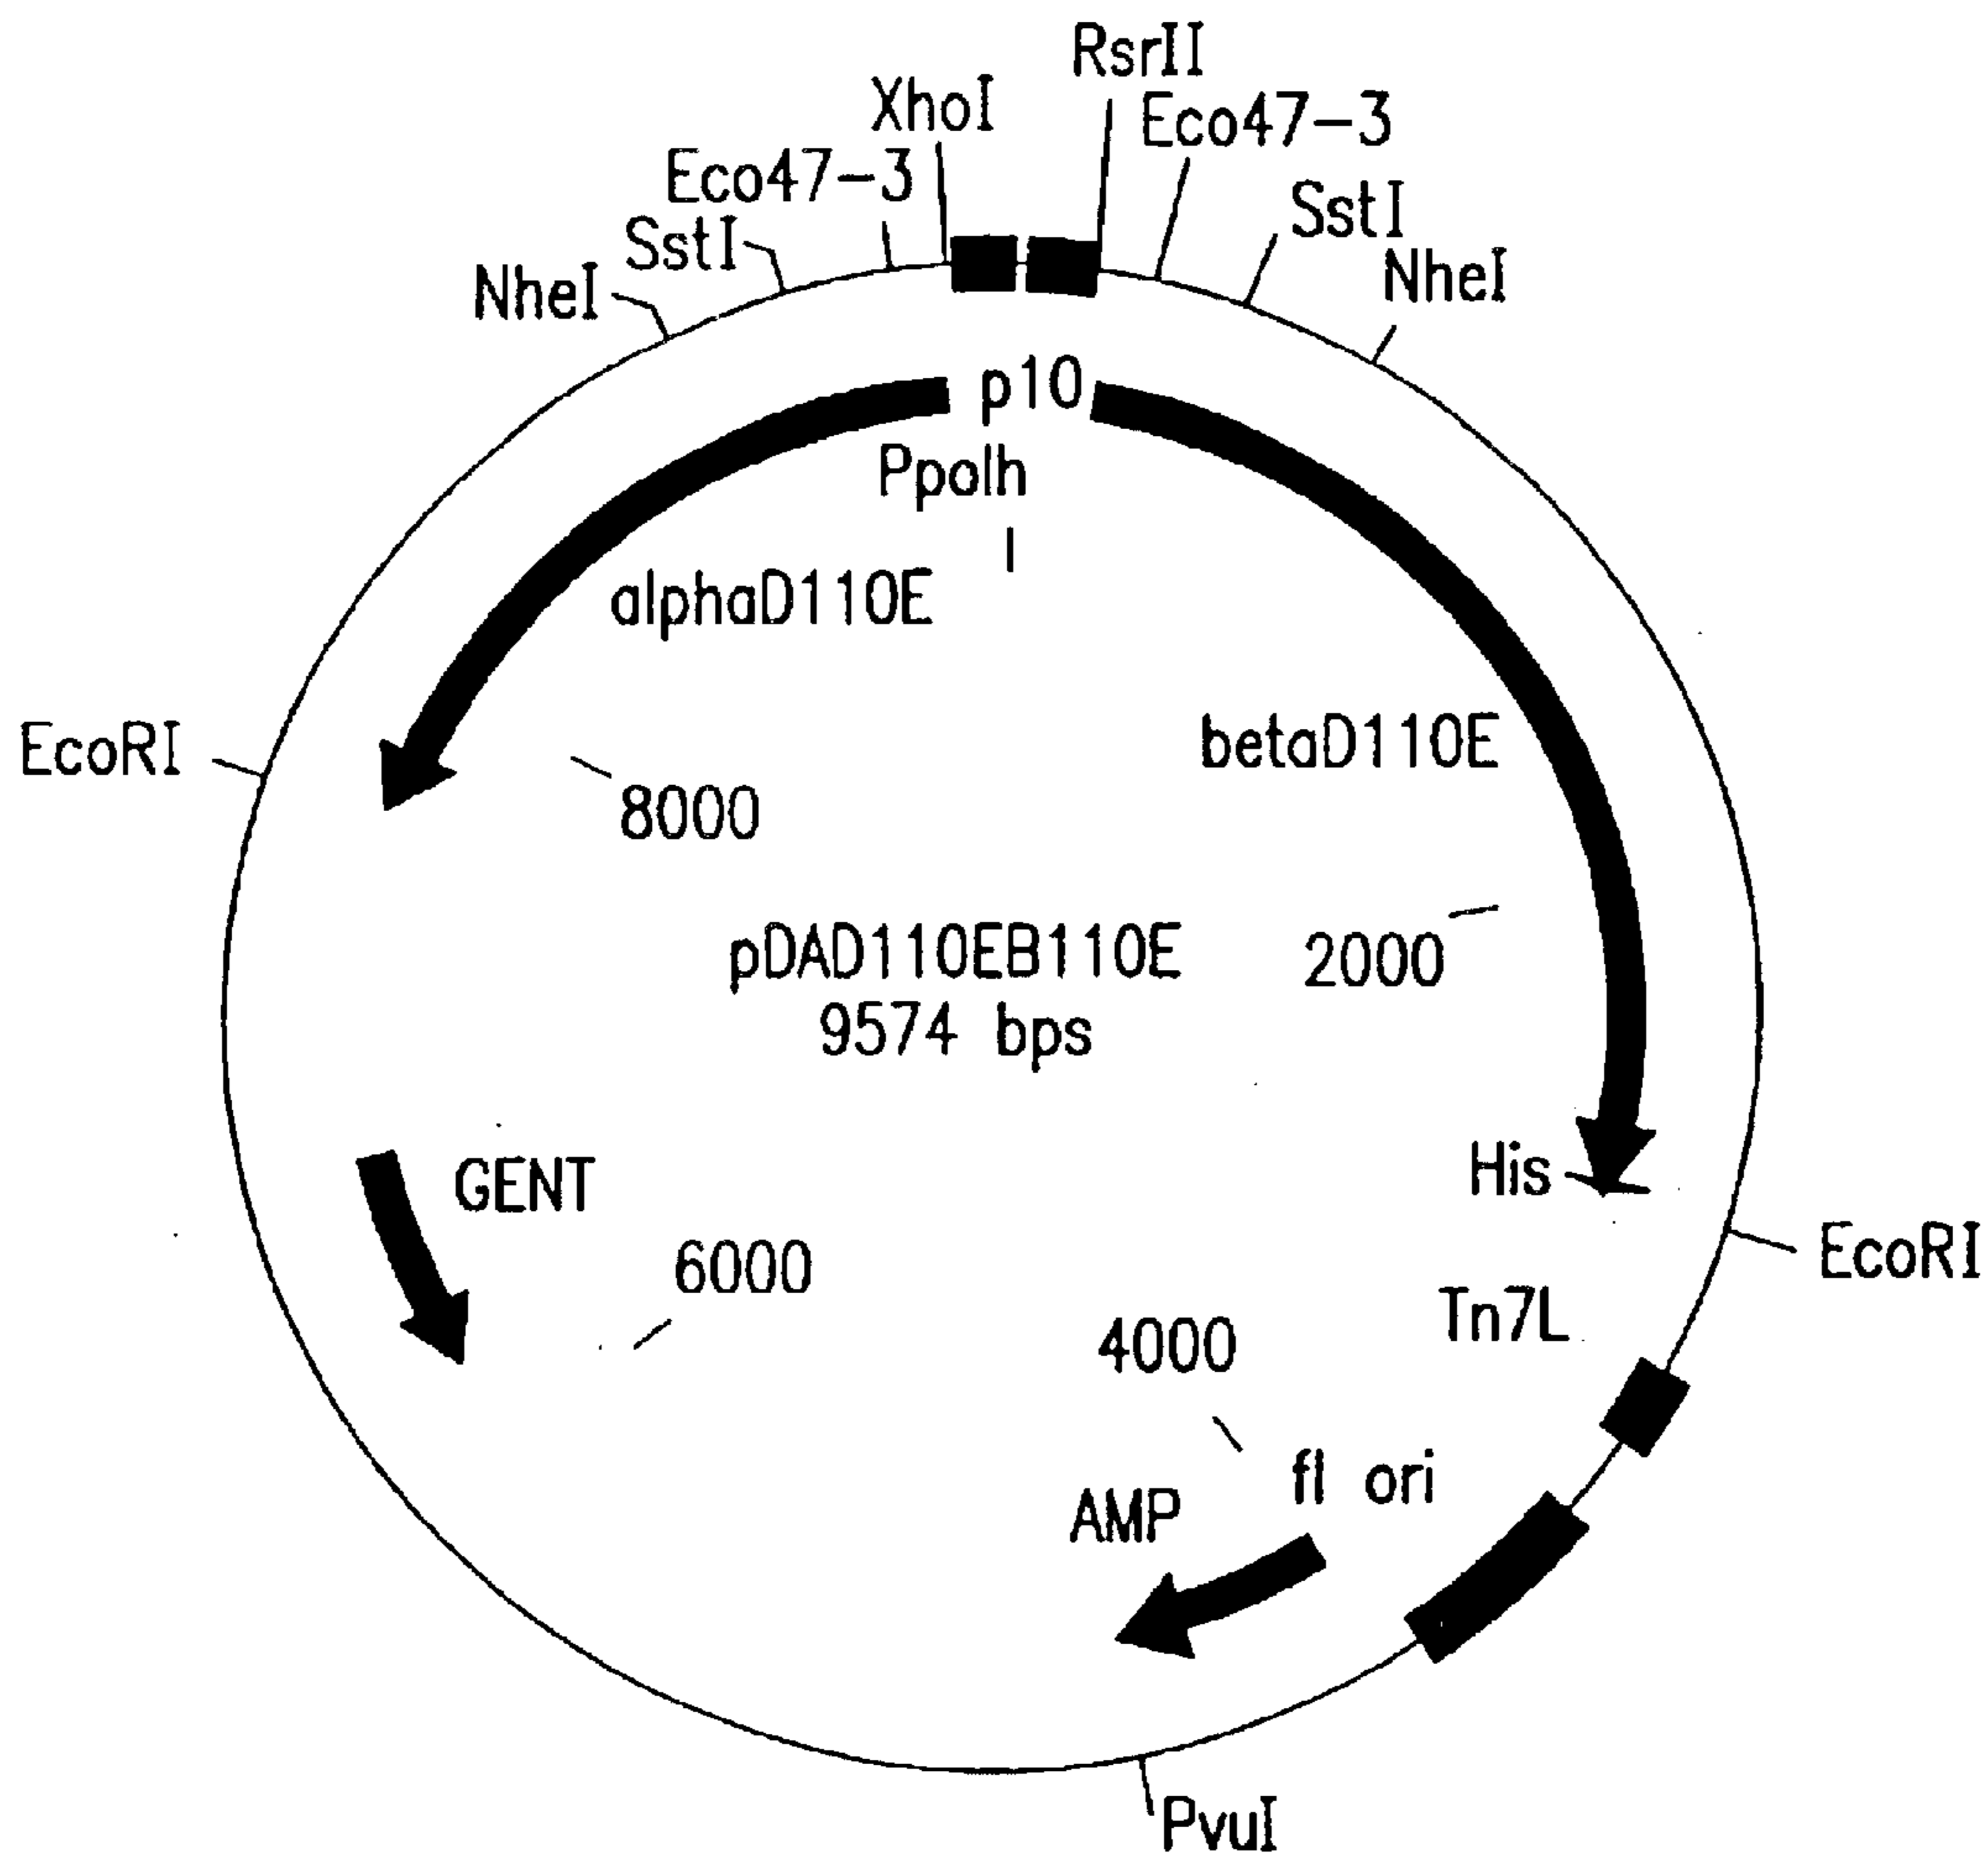 RsrII
XhoI
Eco47-3
Eco47-3
SstI
SstI
NheI
NheI
p10
Ppolh
alphaD110E
betaD110E
EcoRI
8000
pDAD110EB110E
2000
9574 bps
His
GENT
6000
EcoRI
Tn7L
4000
fl ori
AMP
PvuI